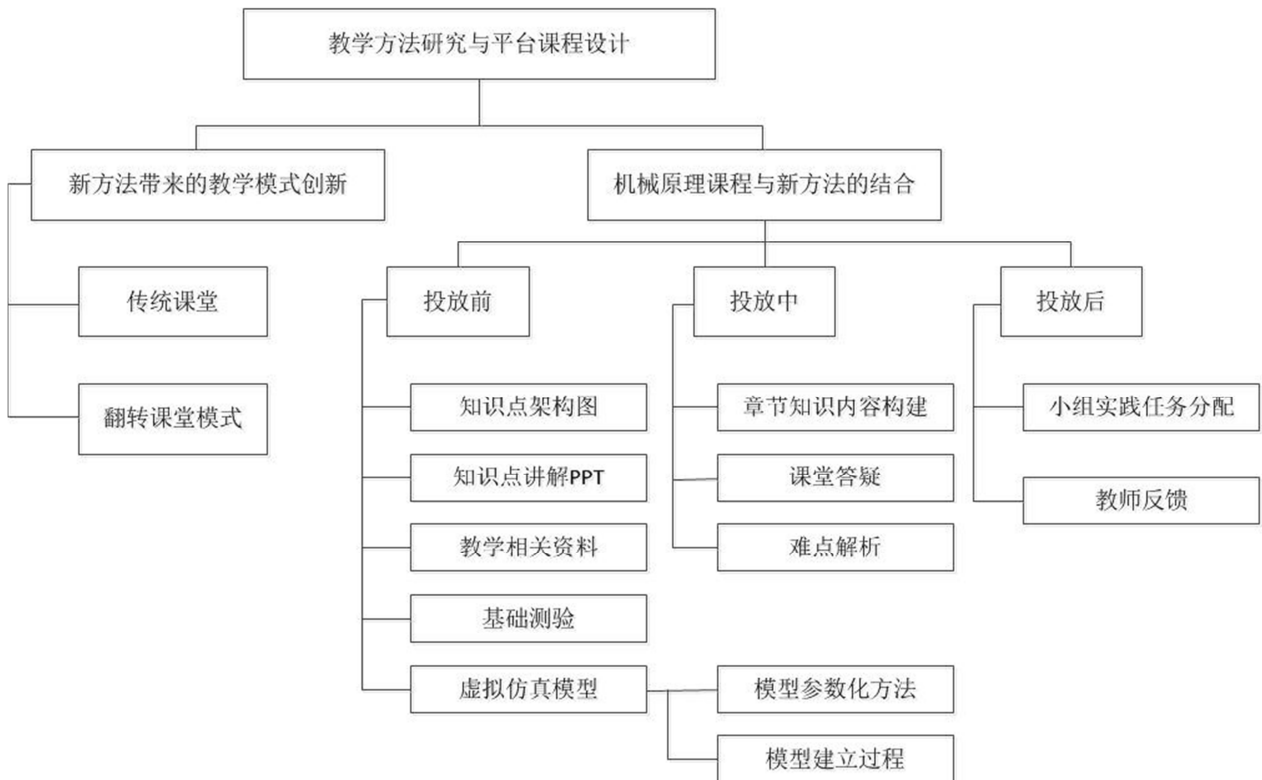 教学方法研究与平台课程设计
新方法带来的教学模式创新
机械原理课程与新方法的结合
传统课堂
翻转课堂模式
投放前
投放中
投放后
知识点架构图
知识点讲解PPT
教学相关资料
基础测验
虚拟仿真模型
章节知识内容构建
课堂答疑
难点解析
小组实践任务分配
教师反馈
模型参数化方法
模型建立过程